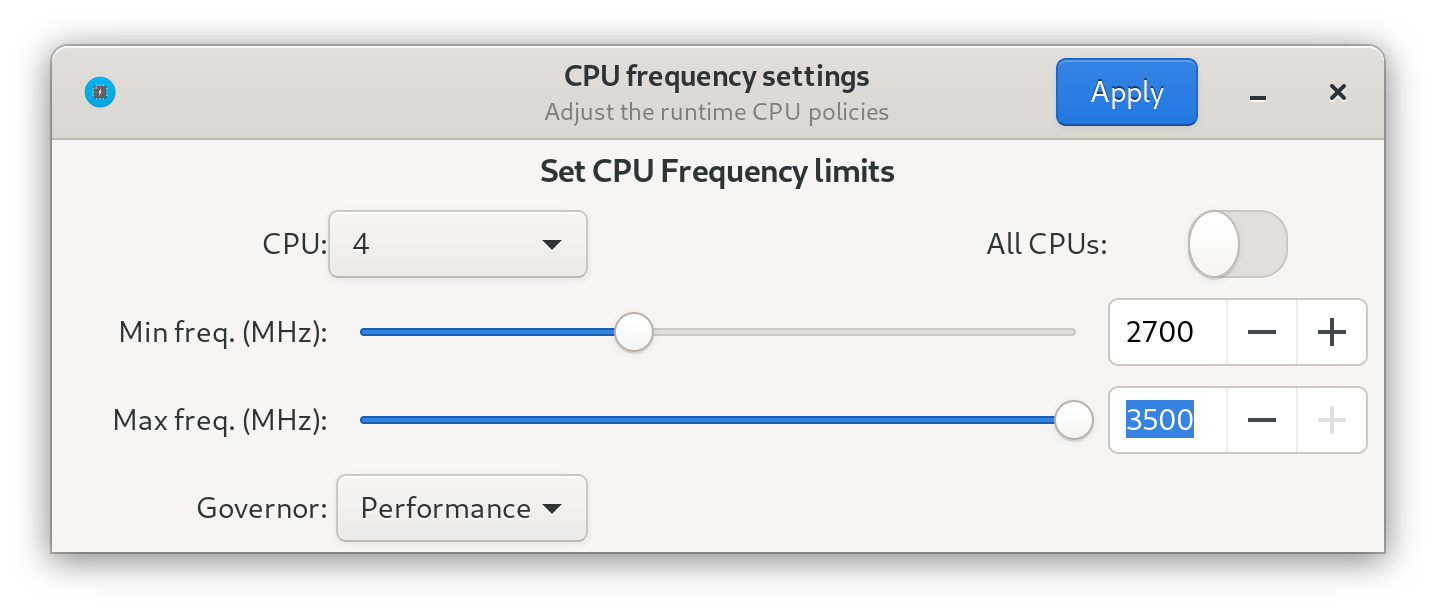 CPU frequency settings
Adjust the runtime CPU policies
Apply
Set CPU Frequency limits
CPU: 4
All CPUs:
Min freq. (MHz): 2700
Max freq. (MHz): 3500
Governor: Performance